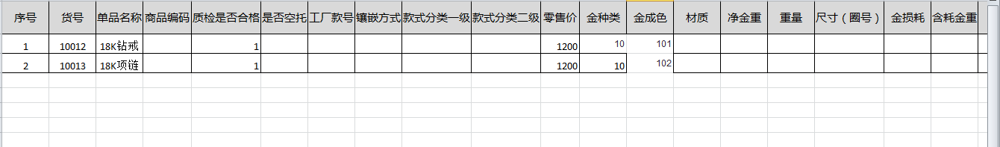 序号 货号 单品名称 商品编码 质检是否合格 是否空托 工厂款号 镶嵌方式 款式分类一级 款式分类二级 零售价 金种类 金成色 材质 净金重 重量 尺寸（圈号） 金损耗 含耗金重
1 10012 18K钻戒 1 1200 10 101
2 10013 18K项链 1 1200 10 102